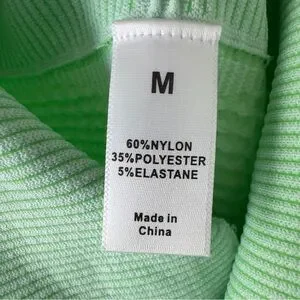 M
60%NYLON
35%POLYESTER
5%ELASTANE
Made in
China